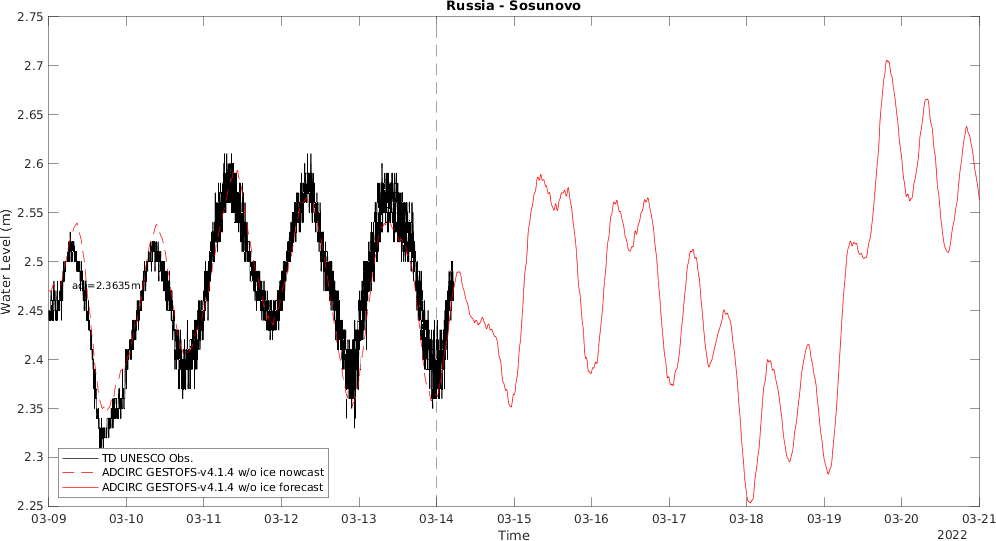 Russia - Sosunovo
2.75
2.7
2.65
2.6
2.55
2.5
2.45
2.4
2.35
2.3
2.25
Water Level (m)
adj=2.3635m
TD UNESCO Obs.
ADCIRC GESTOFS-v4.1.4 w/o ice nowcast
ADCIRC GESTOFS-v4.1.4 w/o ice forecast
03-09 03-10 03-11 03-12 03-13 03-14 03-15 03-16 03-17 03-18 03-19 03-20 03-21
Time
2022